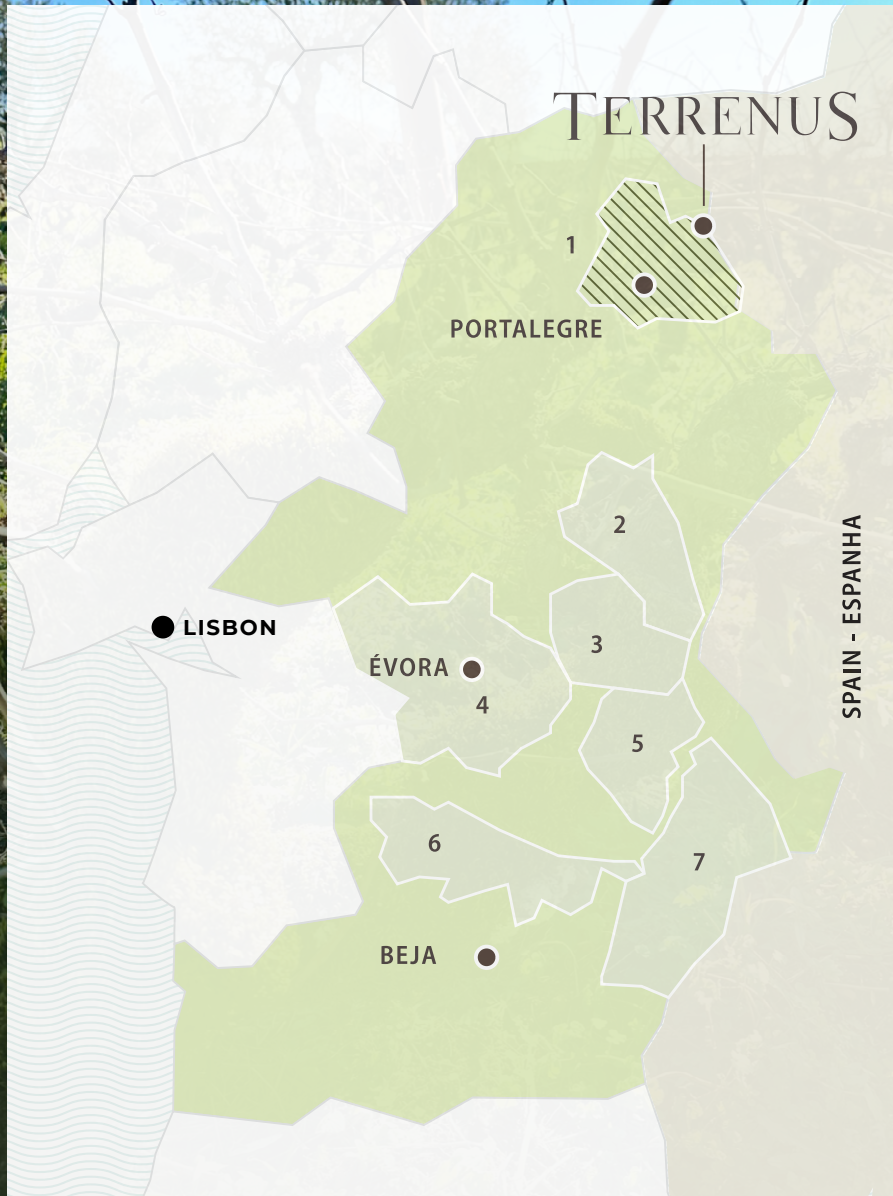 TERRENUS
1
PORTALEGRE
2
SPAIN - ESPANHA
LISBON
3
ÉVORA
4
5
6
7
BEJA